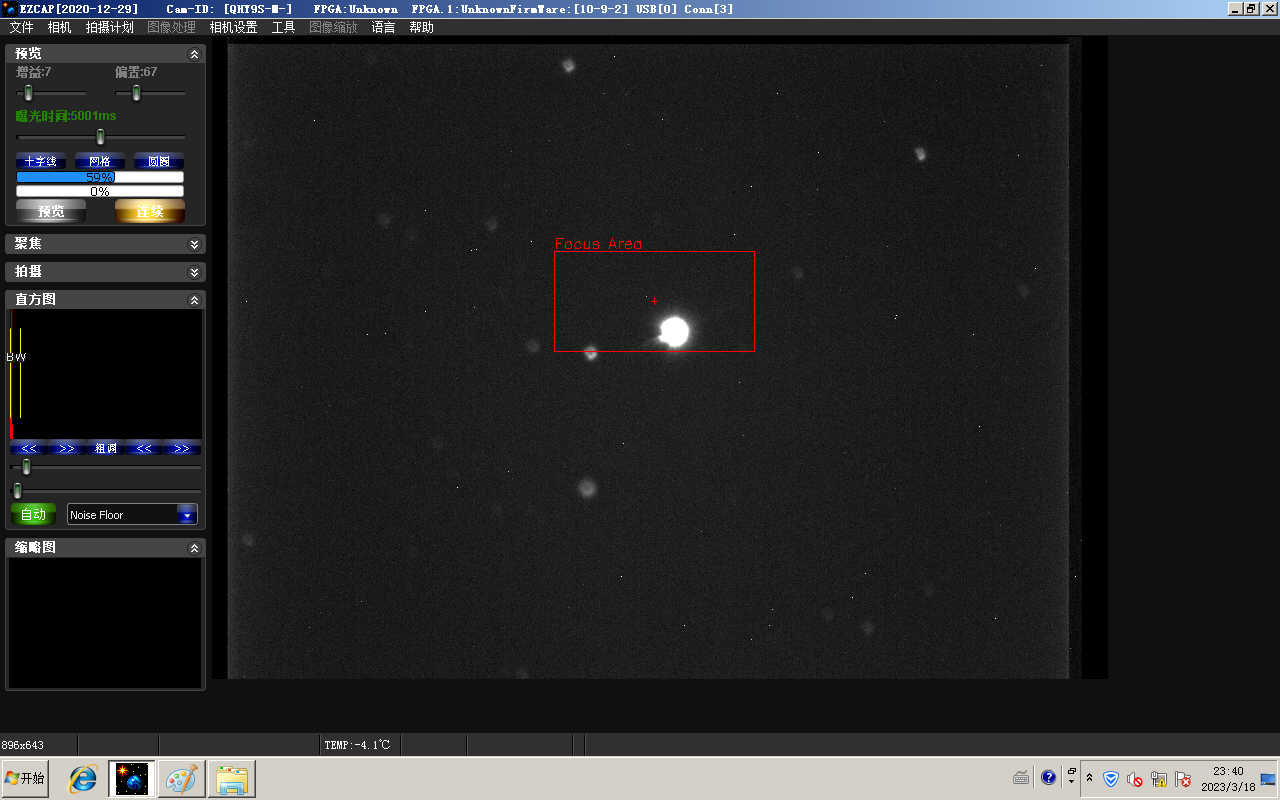 EZCAP[2020-12-29] Cam-ID: [QHY9S-M-] FPGA:Unknown FPGA.1:UnknownFirmWare:[10-9-2] USB[0] Conn[3]
文件 相机 拍摄计划 图像处理 相机设置 工具 图像缩放 语言 帮助
预览
增益:7 偏置:67
曝光时间:5001ms
十字线 网格 圆圈
59%
0%
预览 连续
聚焦
拍摄
直方图
BW
<< >> 粗调 << >>
自动 Noise Floor
缩略图
Focus Area
896x643 TEMP:-4.1℃
开始
23:40
2023/3/18